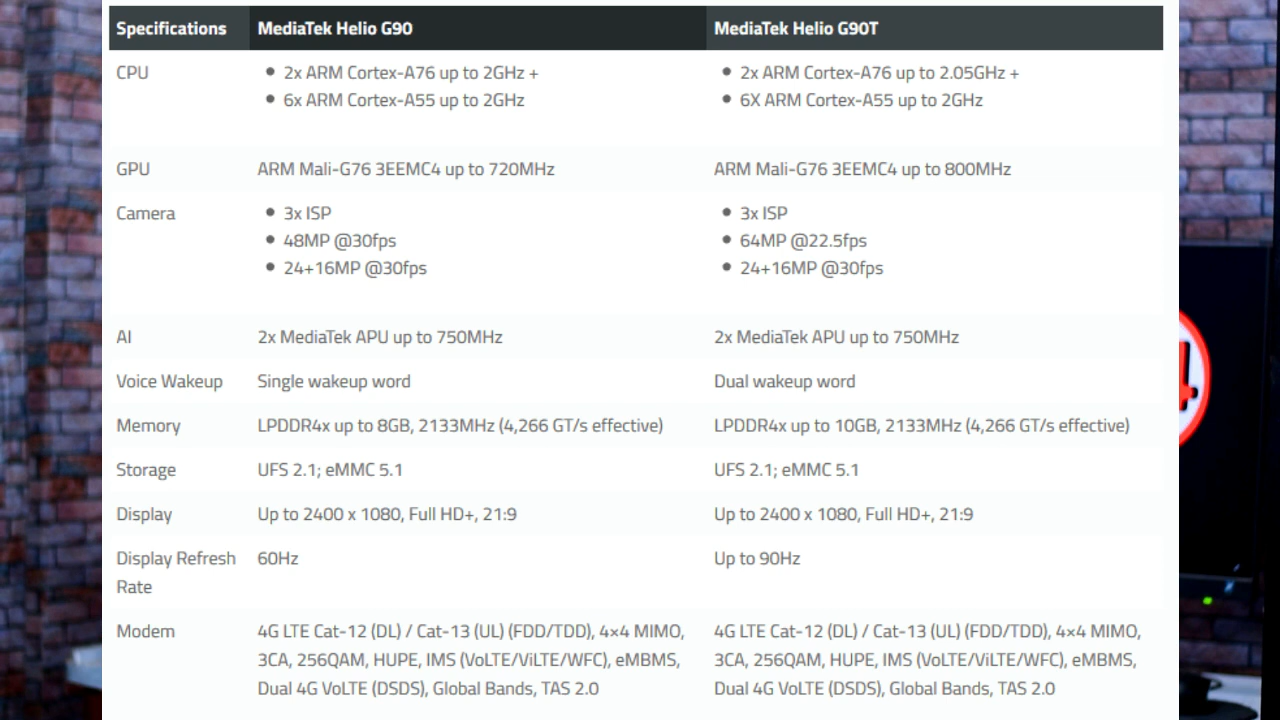 Specifications MediaTek Helio G90 MediaTek Helio G90T
CPU • 2x ARM Cortex-A76 up to 2GHz + • 2x ARM Cortex-A76 up to 2.05GHz +
• 6x ARM Cortex-A55 up to 2GHz • 6X ARM Cortex-A55 up to 2GHz
GPU ARM Mali-G76 3EEMC4 up to 720MHz ARM Mali-G76 3EEMC4 up to 800MHz
Camera • 3x ISP • 3x ISP
• 48MP @30fps • 64MP @22.5fps
• 24+16MP @30fps • 24+16MP @30fps
AI 2x MediaTek APU up to 750MHz 2x MediaTek APU up to 750MHz
Voice Wakeup Single wakeup word Dual wakeup word
Memory LPDDR4x up to 8GB, 2133MHz (4,266 GT/s effective) LPDDR4x up to 10GB, 2133MHz (4,266 GT/s effective)
Storage UFS 2.1; eMMC 5.1 UFS 2.1; eMMC 5.1
Display Up to 2400 x 1080, Full HD+, 21:9 Up to 2400 x 1080, Full HD+, 21:9
Display Refresh 60Hz Up to 90Hz
Rate
Modem 4G LTE Cat-12 (DL) / Cat-13 (UL) (FDD/TDD), 4×4 MIMO, 4G LTE Cat-12 (DL) / Cat-13 (UL) (FDD/TDD), 4×4 MIMO,
3CA, 256QAM, HUPE, IMS (VoLTE/ViLTE/WFC), eMBMS, 3CA, 256QAM, HUPE, IMS (VoLTE/ViLTE/WFC), eMBMS,
Dual 4G VoLTE (DSDS), Global Bands, TAS 2.0 Dual 4G VoLTE (DSDS), Global Bands, TAS 2.0